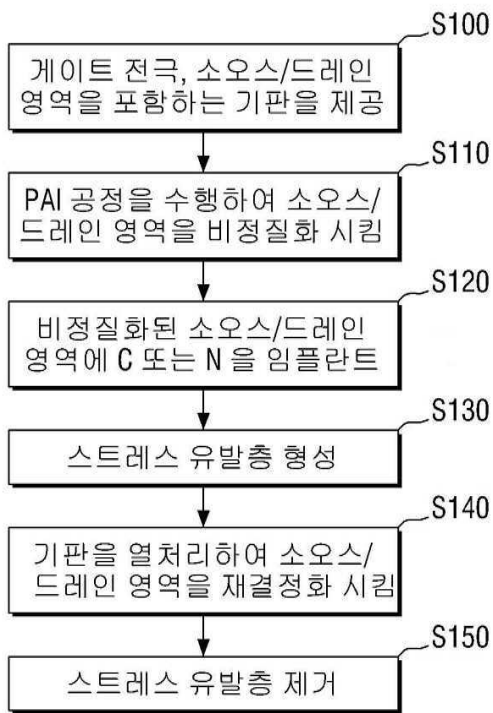 S100
게이트 전극, 소오스/드레인
영역을 포함하는 기판을 제공
S110
PAI 공정을 수행하여 소오스/
드레인 영역을 비정질화 시킴
S120
비정질화된 소오스/드레인
영역에 C 또는 N 을 임플란트
S130
스트레스 유발층 형성
S140
기판을 열처리하여 소오스/
드레인 영역을 재결정화 시킴
S150
스트레스 유발층 제거